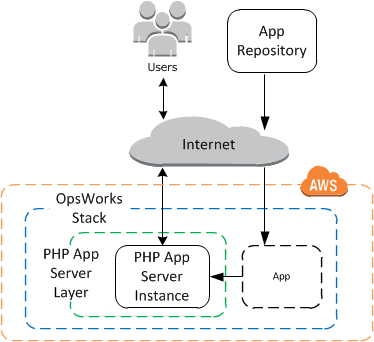 Users
App
Repository
Internet
AWS
OpsWorks
Stack
PHP App
Server
Layer
PHP App
Server
Instance
App